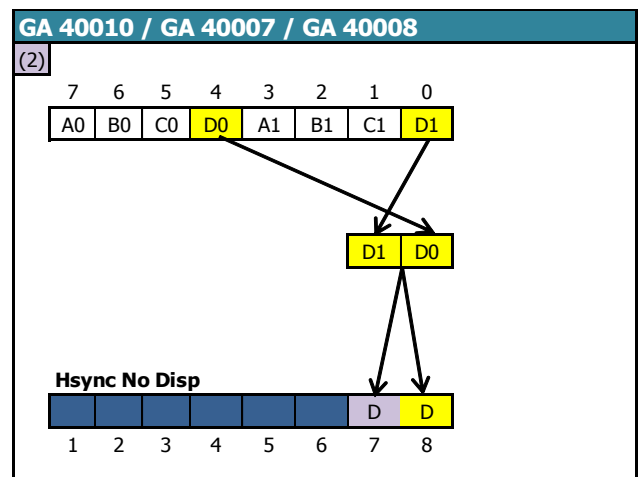 GA 40010 / GA 40007 / GA 40008
(2)
7 6 5 4 3 2 1 0
A0 B0 C0 D0 A1 B1 C1 D1
D1 D0
Hsync No Disp
D D
1 2 3 4 5 6 7 8